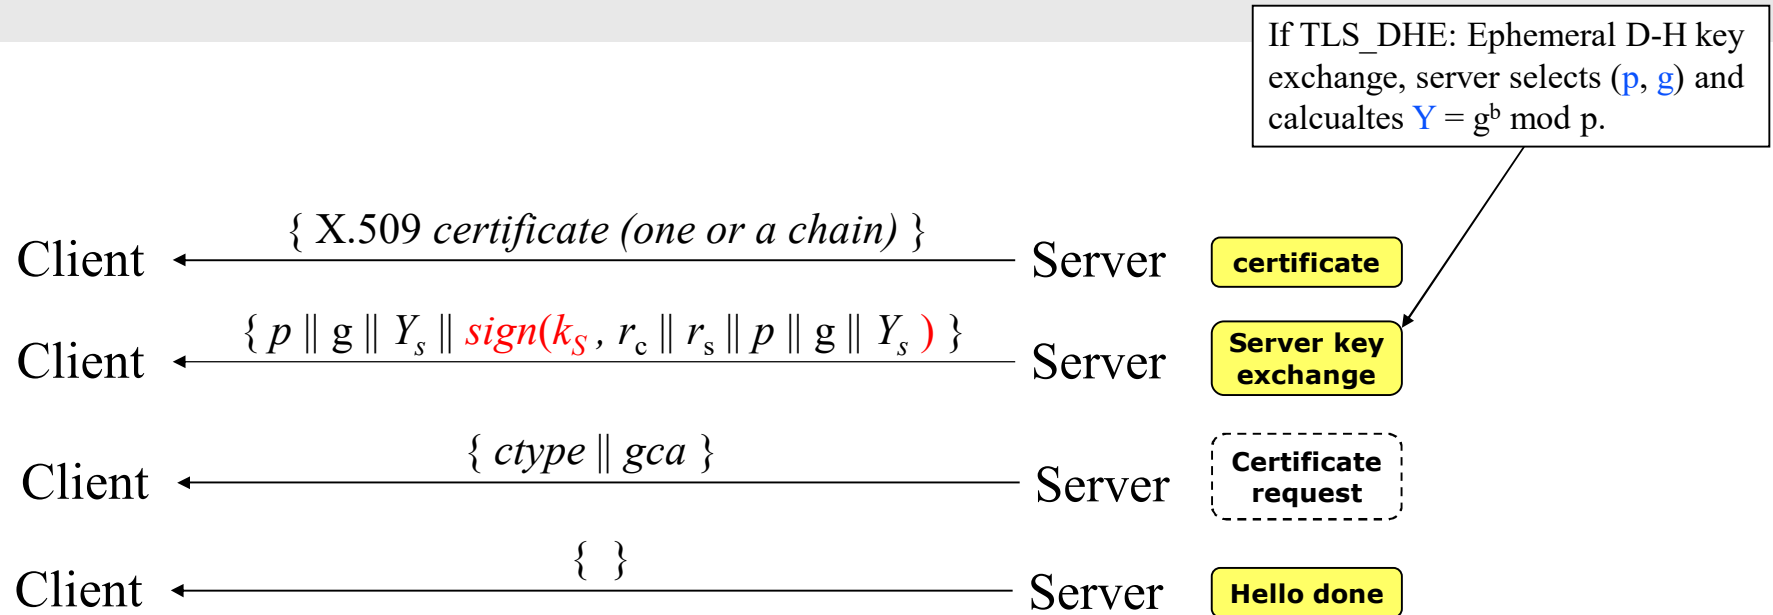 If TLS_DHE: Ephemeral D-H key
exchange, server selects (p, g) and
calcualtes Y = g^b mod p.
{ X.509 certificate (one or a chain) }
Client Server certificate
{ p || g || Y_s || sign(k_S, r_c || r_s || p || g || Y_s ) }
Client Server Server key
exchange
{ ctype || gca }
Client Server Certificate
request
{ }
Client Server Hello done